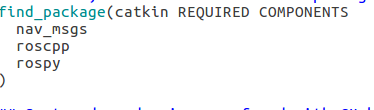 find_package(catkin REQUIRED COMPONENTS
  nav_msgs
  roscpp
  rospy
)